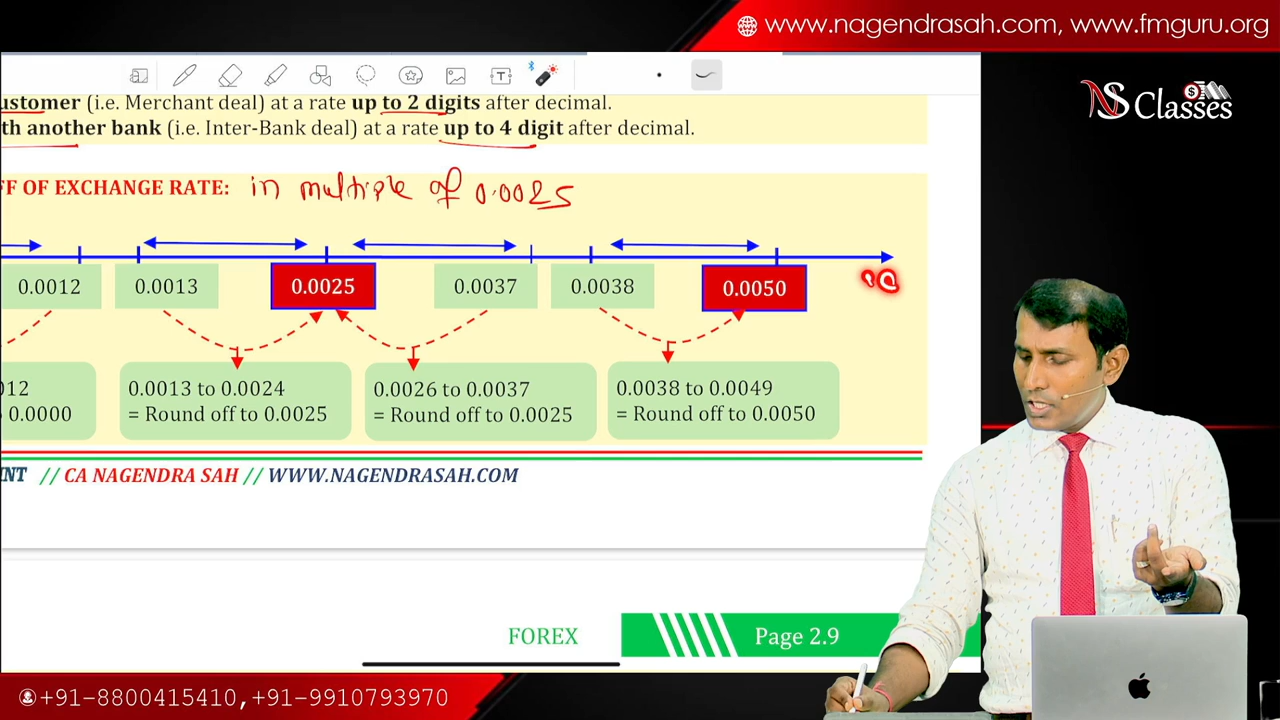 www.nagendrasah.com, www.fmguru.org
NS Classes
ustomer (i.e. Merchant deal) at a rate up to 2 digits after decimal.
th another bank (i.e. Inter-Bank deal) at a rate up to 4 digit after decimal.
FF OF EXCHANGE RATE: in multiple of 0.0025
0.0012 0.0013 0.0025 0.0037 0.0038 0.0050
012
0.0000
0.0013 to 0.0024
= Round off to 0.0025
0.0026 to 0.0037
= Round off to 0.0025
0.0038 to 0.0049
= Round off to 0.0050
// CA NAGENDRA SAH // WWW.NAGENDRASAH.COM
FOREX
Page 2.9
+91-8800415410,+91-9910793970